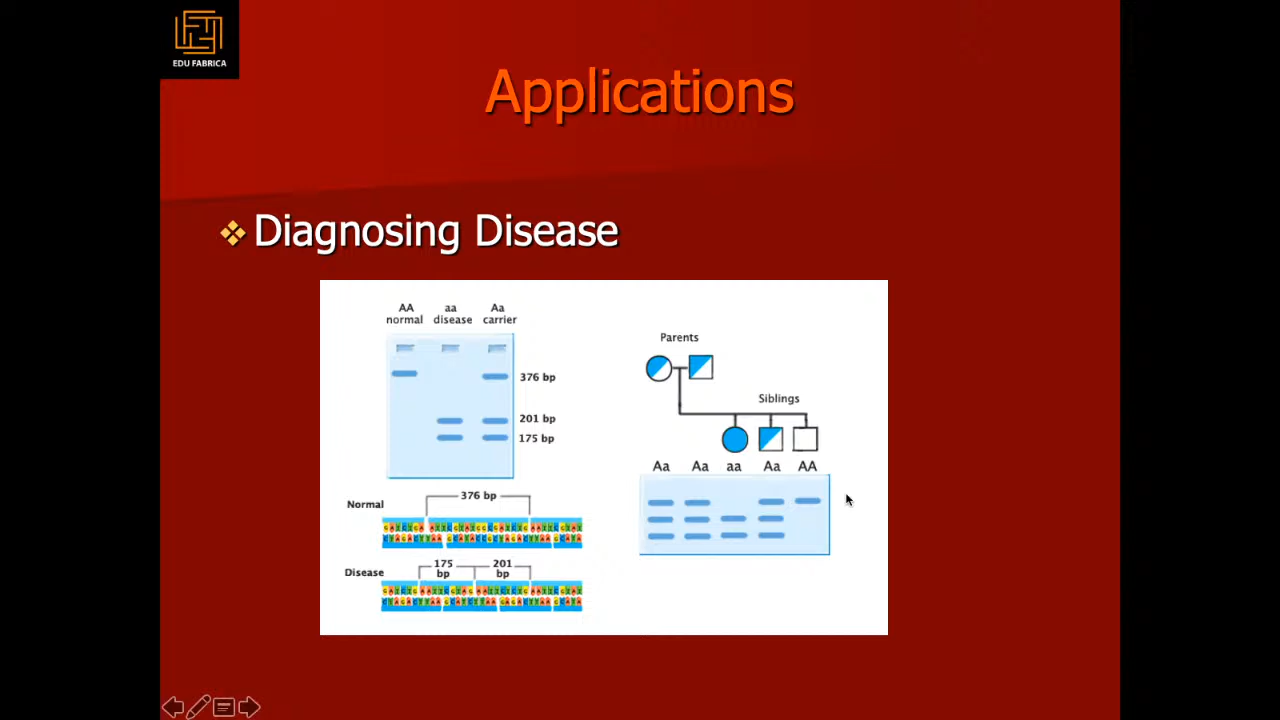 EDU FABRICA
Applications
Diagnosing Disease
AA aa Aa
normal disease carrier
376 bp
201 bp
175 bp
Normal
376 bp
Disease
175 201
bp bp
Parents
Siblings
Aa Aa aa Aa AA